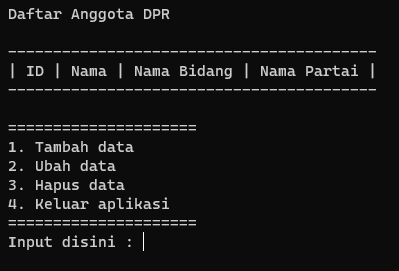 Daftar Anggota DPR
-----------------------------------------
| ID | Nama | Nama Bidang | Nama Partai |
-----------------------------------------
=====================
1. Tambah data
2. Ubah data
3. Hapus data
4. Keluar aplikasi
=====================
Input disini :